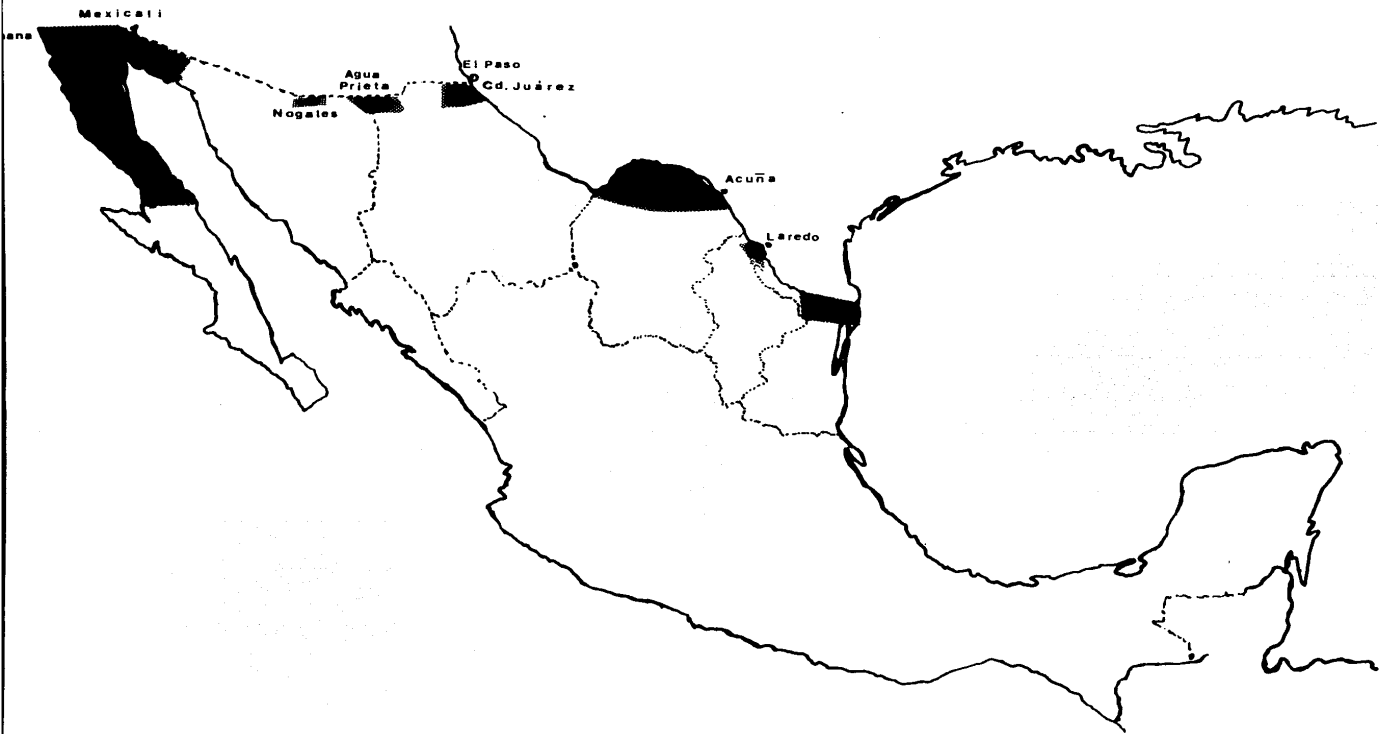 Mexicali
ana
El Paso
Agua
Prieta
Cd. Juárez
Nogales
Acuña
Laredo